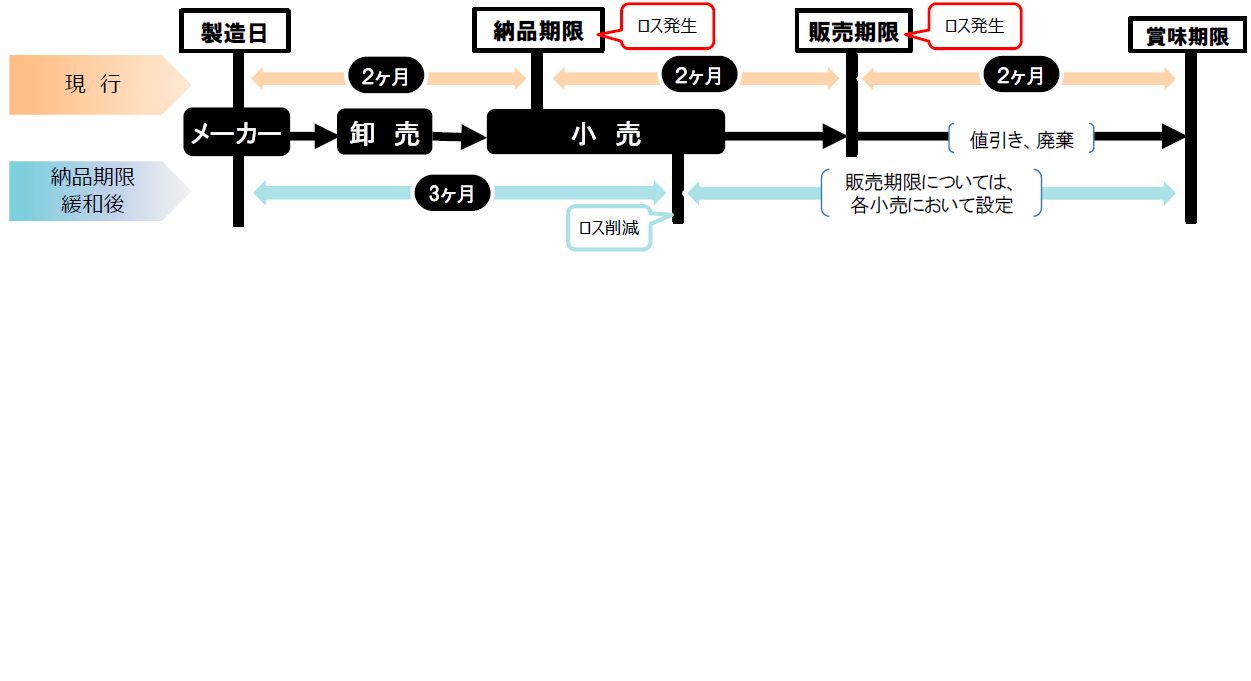 製造日
納品期限
ロス発生
販売期限
ロス発生
賞味期限
現　行
2ヶ月
2ヶ月
2ヶ月
メーカー
卸　売
小　売
値引き、廃棄
納品期限
緩和後
3ヶ月
販売期限については、
各小売において設定
ロス削減